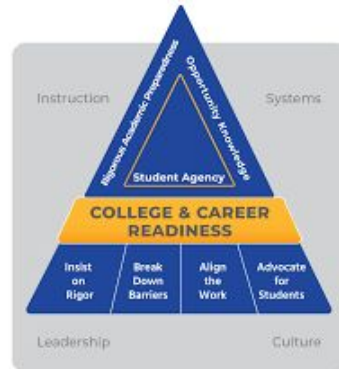 Rigorous Academic Preparedness
Opportunity Knowledge
Instruction
Systems
Student Agency
COLLEGE & CAREER
READINESS
Insist
on
Rigor
Break
Down
Barriers
Align
the
Work
Advocate
for
Students
Leadership
Culture